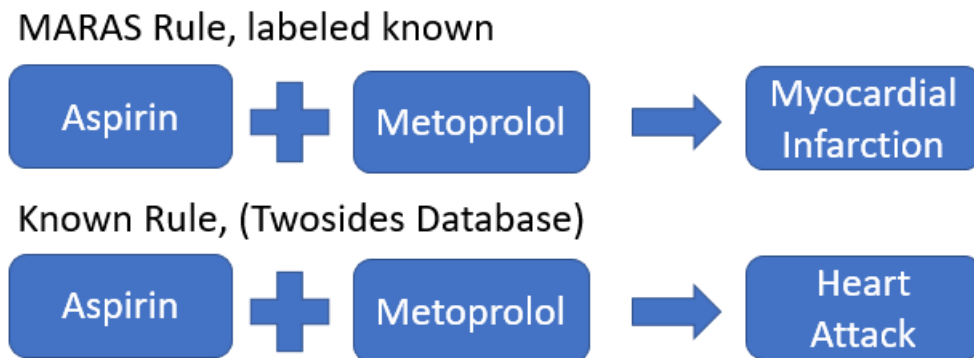 MARAS Rule, labeled known
Aspirin
Metoprolol
Myocardial
Infarction
Known Rule, (Twosides Database)
Aspirin
Metoprolol
Heart
Attack